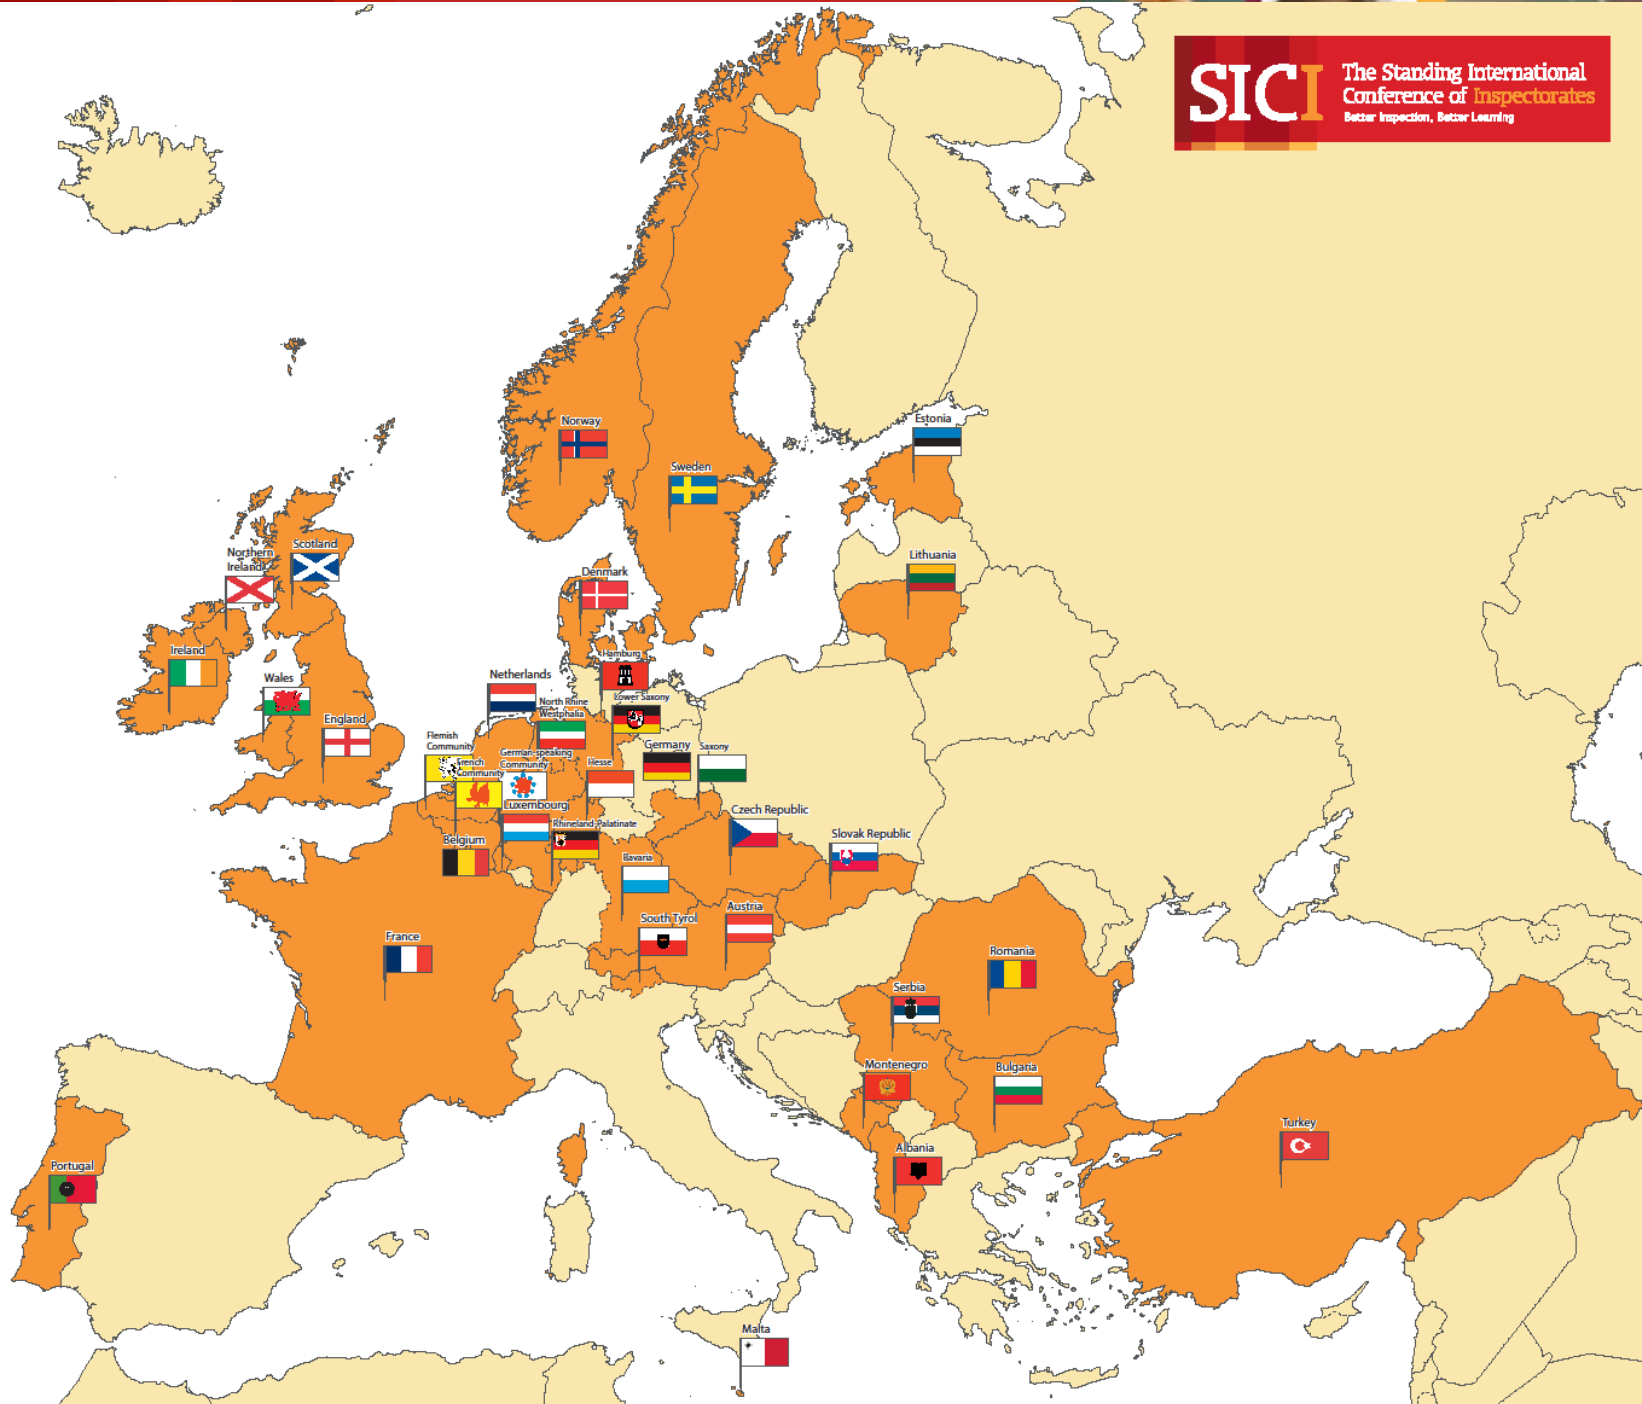 SICI
The Standing International
Conference of Inspectorates
Better Inspection, Better Learning
Norway
Estonia
Sweden
Scotland
Northern
Ireland
Lithuania
Denmark
Ireland
Hamburg
Wales
Netherlands
North Rhine
Westphalia
Lower Saxony
England
Flemish
Community
French
Community
German-speaking
Community
Germany
Saxony
Hesse
Luxembourg
Czech Republic
Rhineland-Palatinate
Slovak Republic
Belgium
Bavaria
Austria
South Tyrol
France
Romania
Serbia
Montenegro
Bulgaria
Turkey
Albania
Portugal
Malta